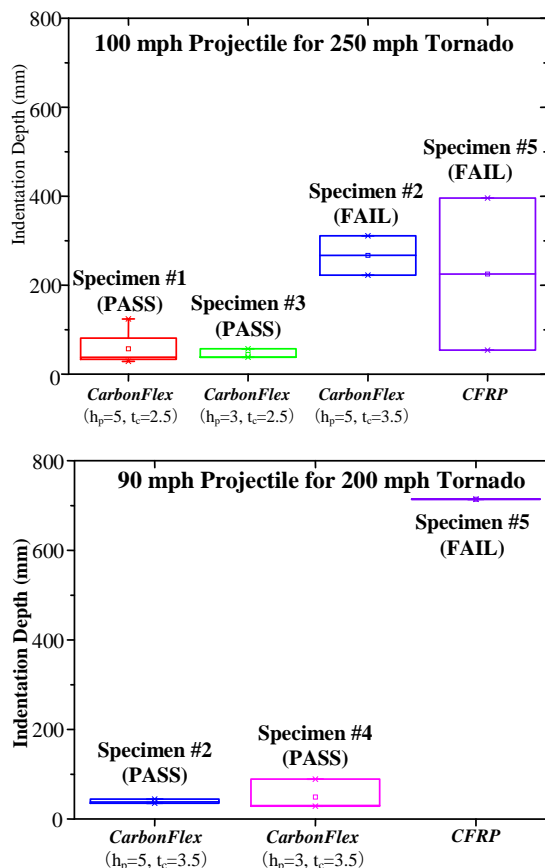 100 mph Projectile for 250 mph Tornado
Indentation Depth (mm)
800
600
400
200
0
Specimen #1
(PASS)
Specimen #3
(PASS)
Specimen #2
(FAIL)
Specimen #5
(FAIL)
CarbonFlex
(hp=5, tc=2.5)
CarbonFlex
(hp=3, tc=2.5)
CarbonFlex
(hp=5, tc=3.5)
CFRP
90 mph Projectile for 200 mph Tornado
Indentation Depth (mm)
800
600
400
200
0
Specimen #2
(PASS)
Specimen #4
(PASS)
Specimen #5
(FAIL)
CarbonFlex
(hp=5, tc=3.5)
CarbonFlex
(hp=3, tc=3.5)
CFRP